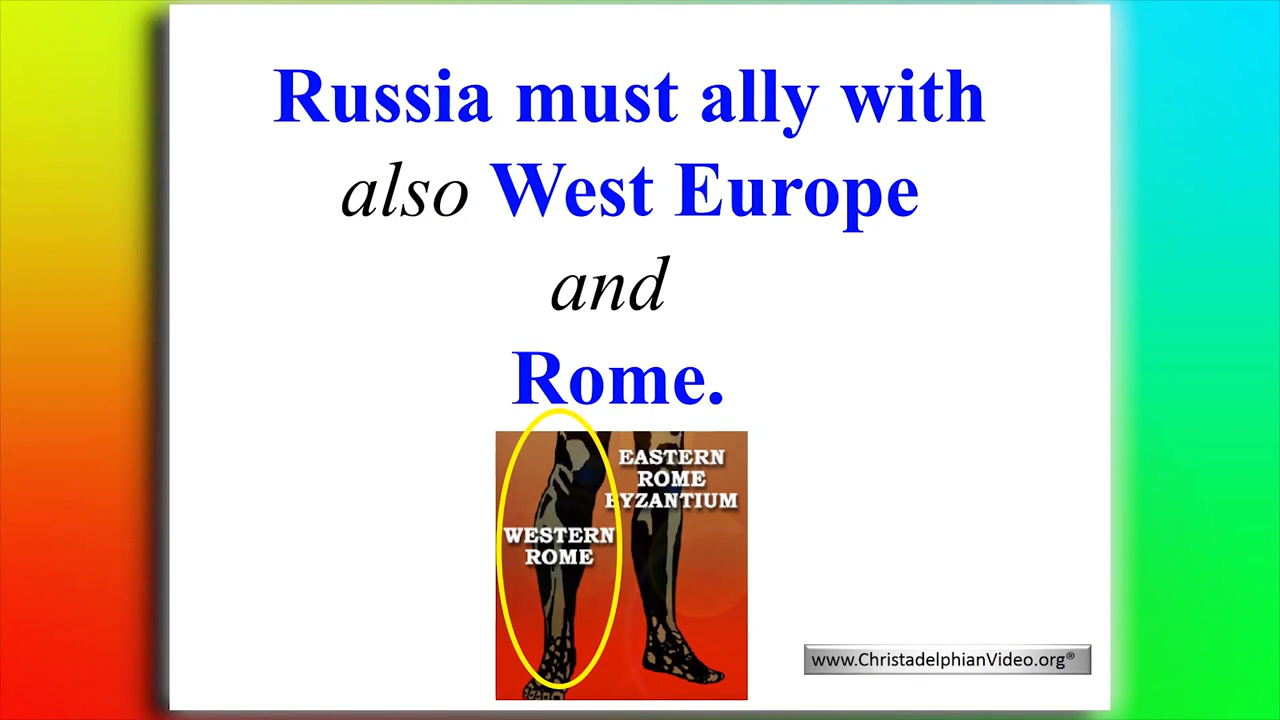 Russia must ally with
also West Europe
and
Rome.
EASTERN
ROME
BYZANTIUM
WESTERN
ROME
www.ChristadelphianVideo.org®